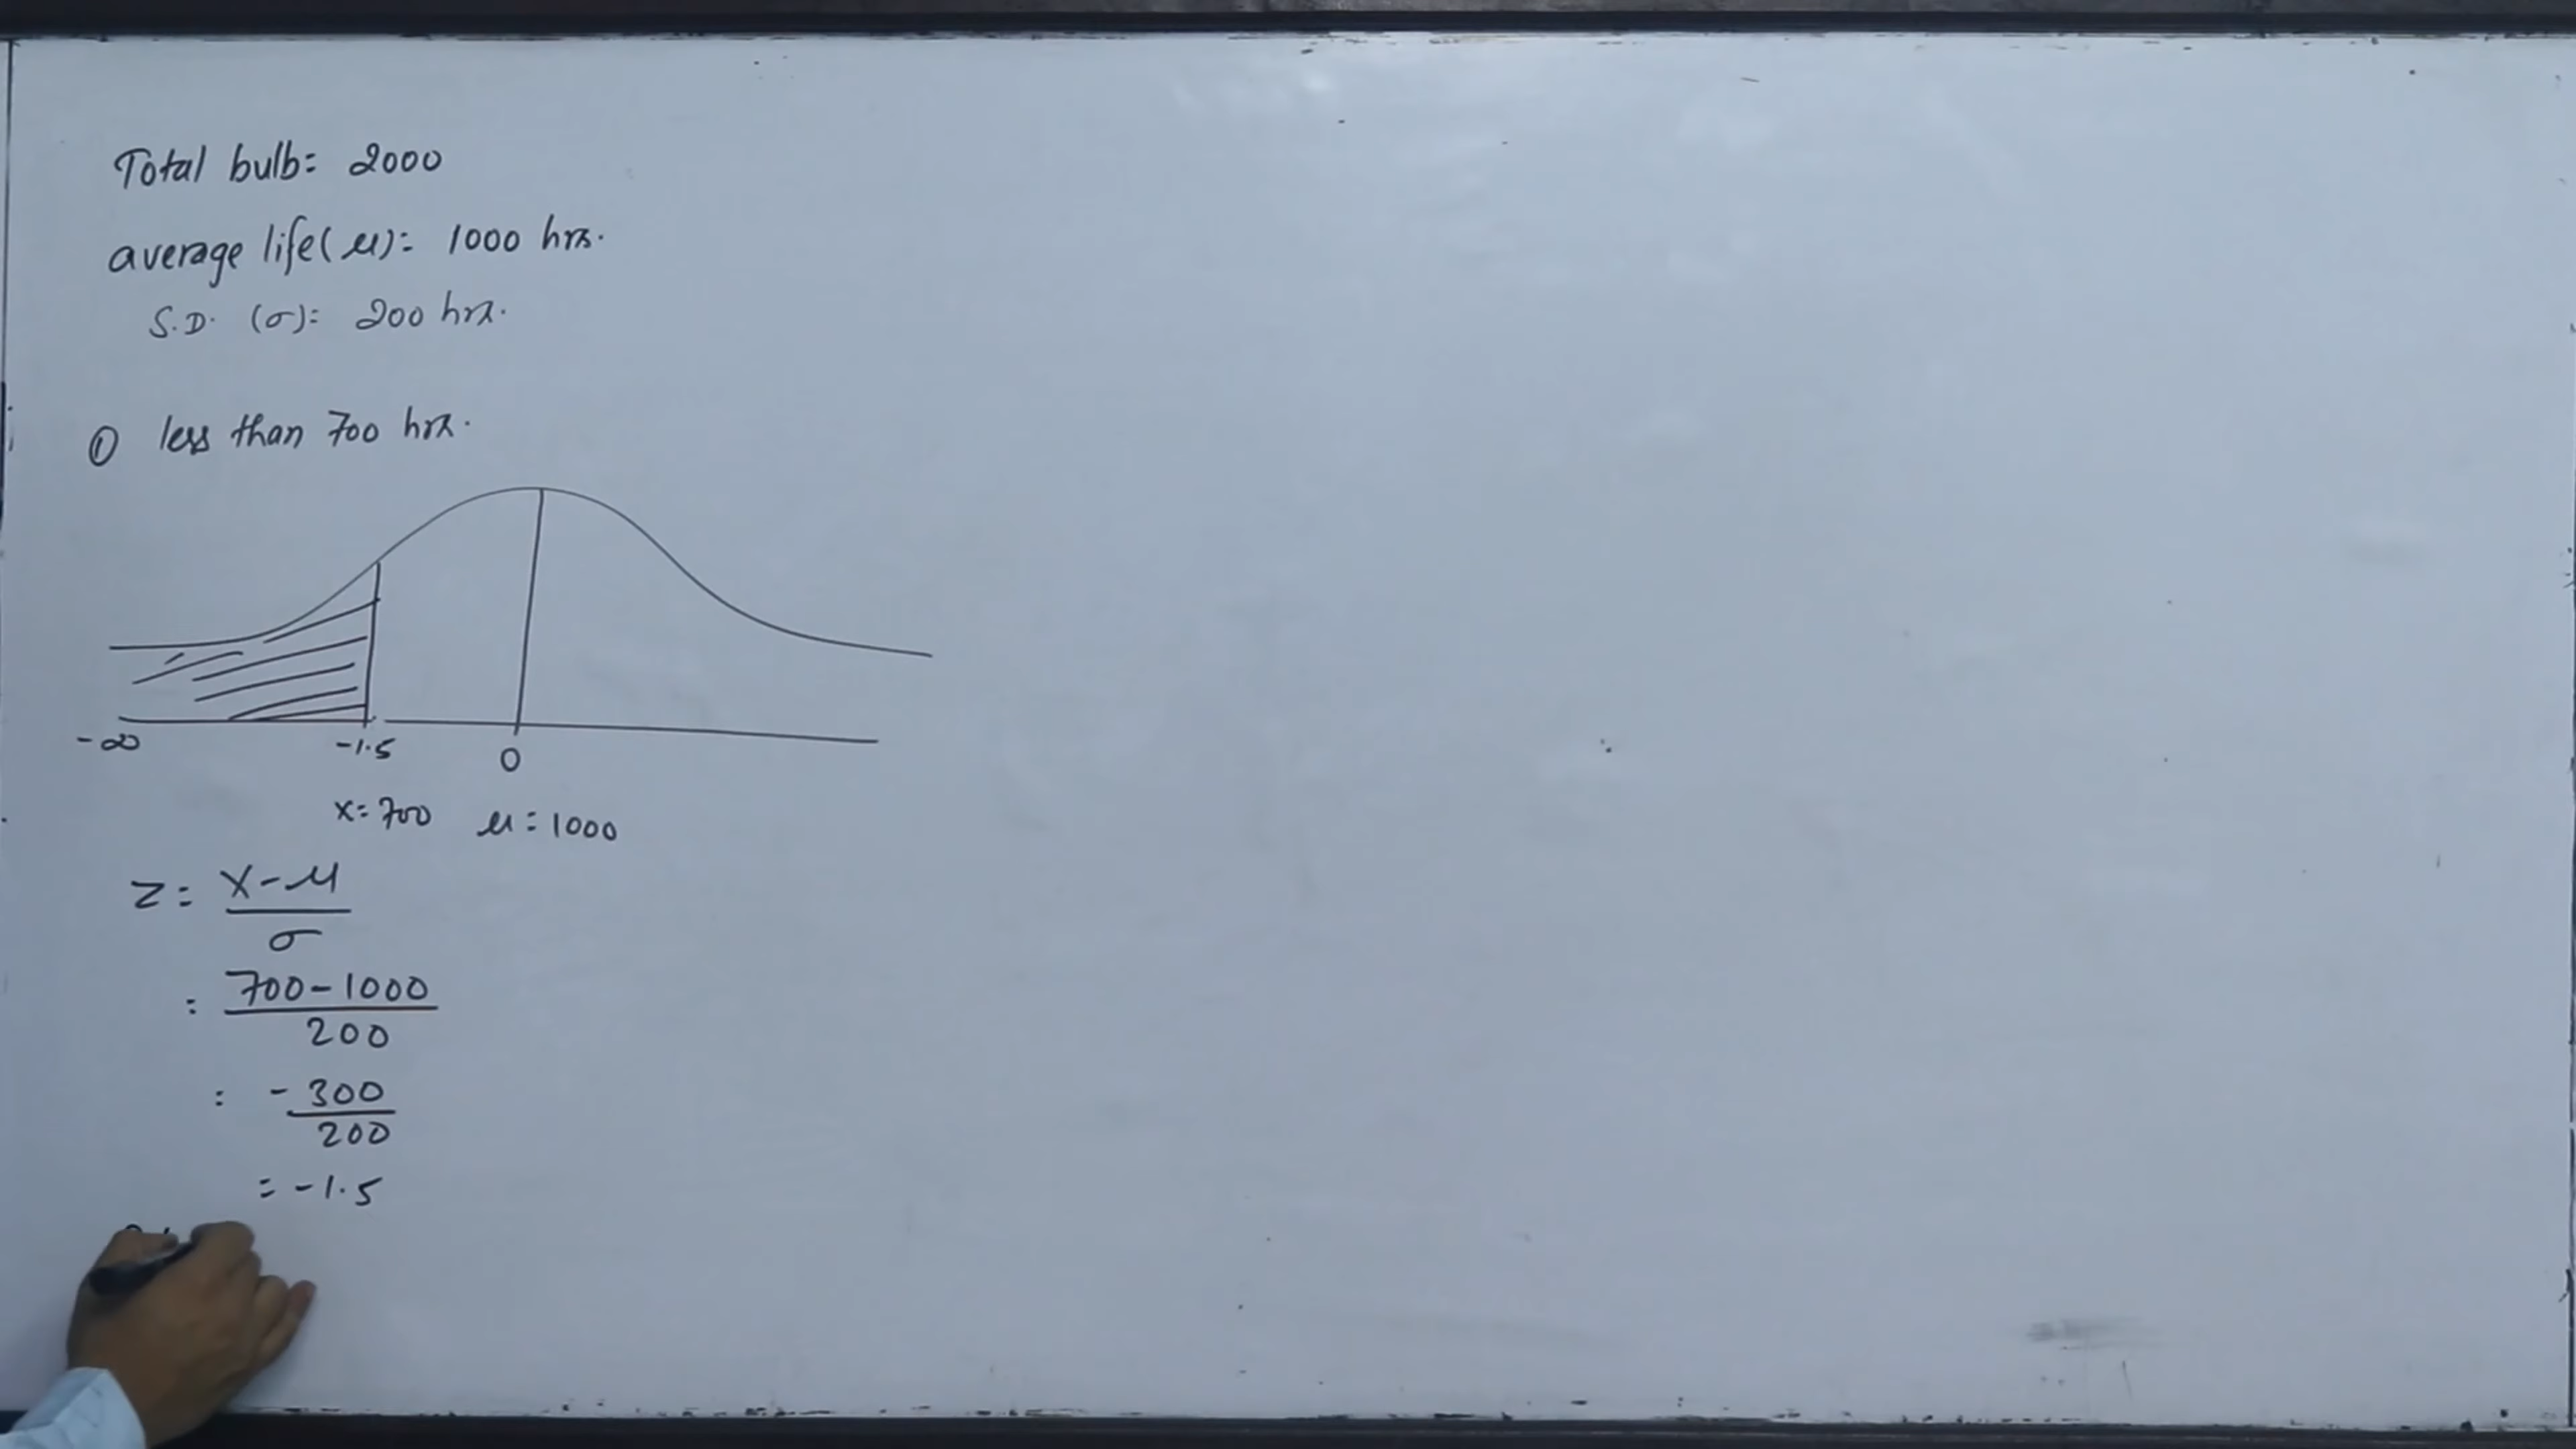 Total bulb= 2000
average life(μ)= 1000 hrs.
S.D. (σ)= 200 hrs.
① less than 700 hrs.
-∞ -1.5 0
x=700 μ=1000
Z= X-μ
σ
= 700-1000
200
= -300
200
= -1.5